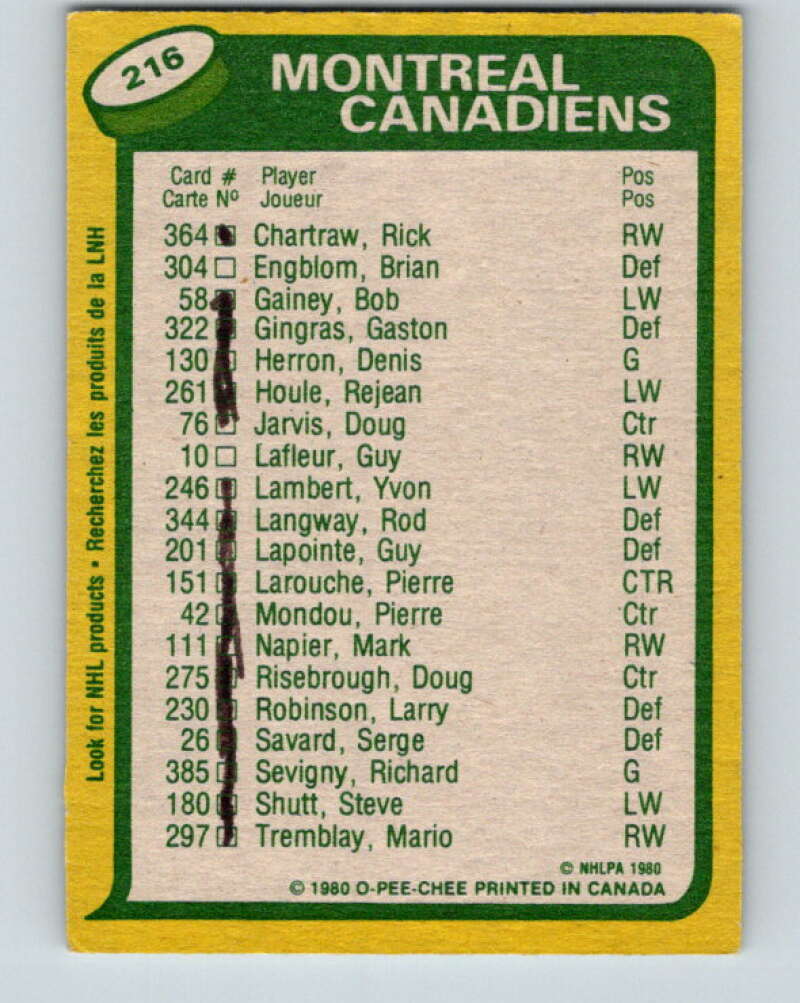 216
MONTREAL
CANADIENS
Card # Player Pos
Carte Nº Joueur Pos
364 Chartraw, Rick RW
304 Engblom, Brian Def
58 Gainey, Bob LW
322 Gingras, Gaston Def
130 Herron, Denis G
261 Houle, Rejean LW
76 Jarvis, Doug Ctr
10 Lafleur, Guy RW
246 Lambert, Yvon LW
344 Langway, Rod Def
201 Lapointe, Guy Def
151 Larouche, Pierre CTR
42 Mondou, Pierre Ctr
111 Napier, Mark RW
275 Risebrough, Doug Ctr
230 Robinson, Larry Def
26 Savard, Serge Def
385 Sevigny, Richard G
180 Shutt, Steve LW
297 Tremblay, Mario RW
© NHLPA 1980
© 1980 O-PEE-CHEE PRINTED IN CANADA
Look for NHL products • Recherchez les produits de la LNH